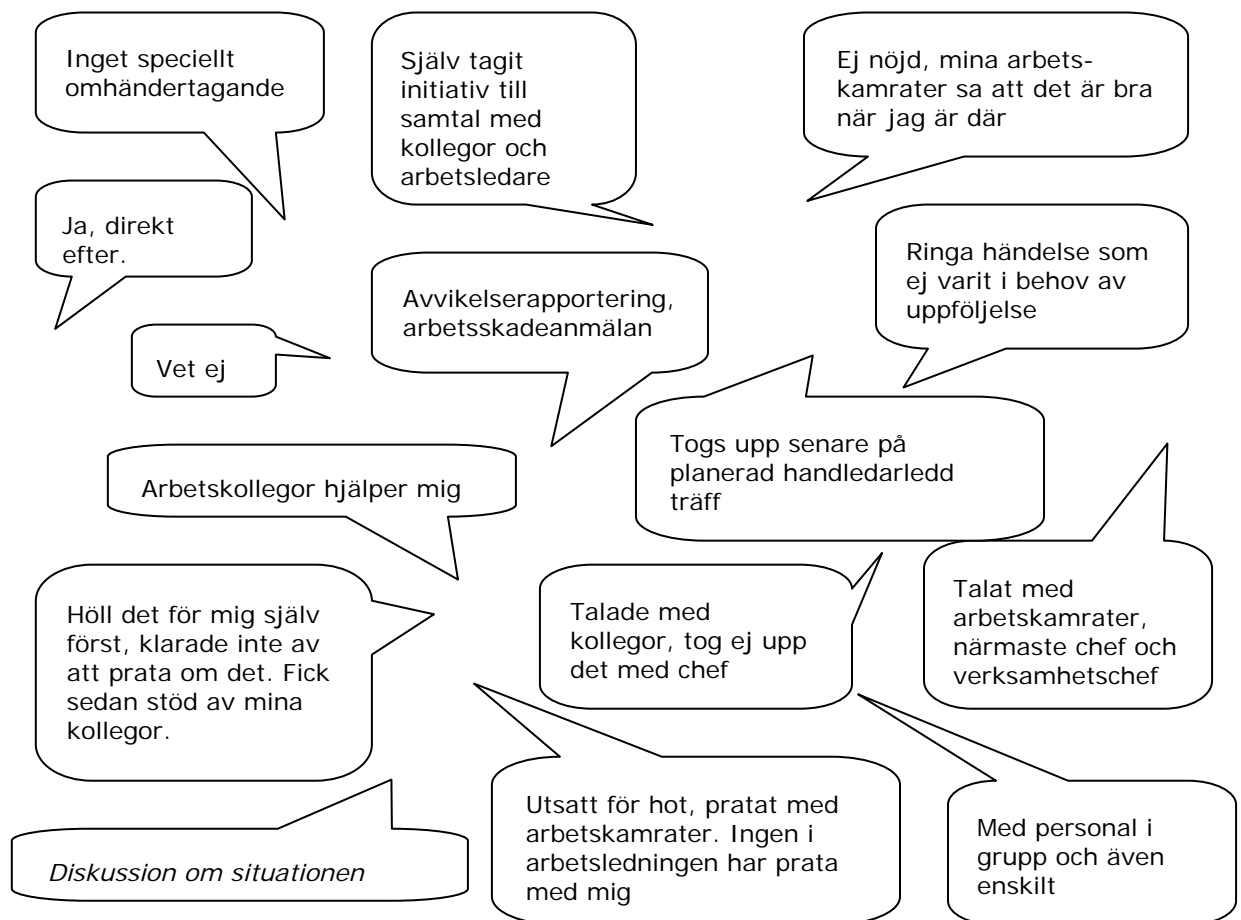 Inget speciellt
omhändertagande
Själv tagit
initiativ till
samtal med
kollegor och
arbetsledare
Ej nöjd, mina arbets-
kamrater sa att det är bra
när jag är där
Ja, direkt
efter.
Ringa händelse som
ej varit i behov av
uppföljelse
Avvikelserapportering,
arbetsskadeanmälan
Vet ej
Togs upp senare på
planerad handledarledd
träff
Arbetskollegor hjälper mig
Höll det för mig själv
först, klarade inte av
att prata om det. Fick
sedan stöd av mina
kollegor.
Talade med
kollegor, tog ej upp
det med chef
Talat med
arbetskamrater,
närmaste chef och
verksamhetschef
Utsatt för hot, pratat med
arbetskamrater. Ingen i
arbetsledningen har prata
med mig
Med personal i
grupp och även
enskilt
Diskussion om situationen